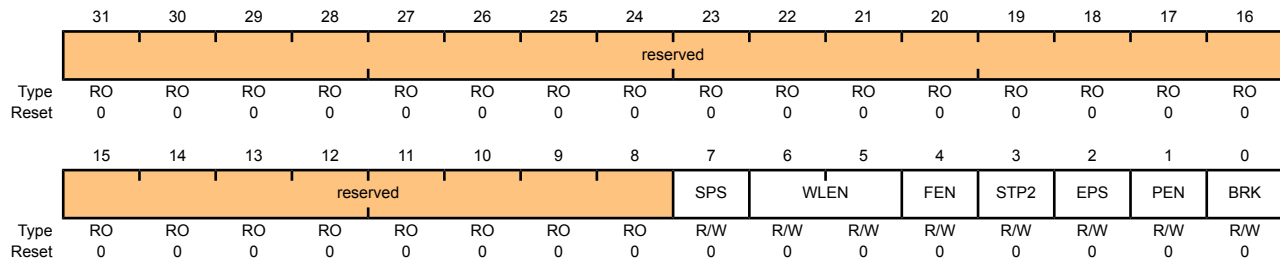 31 30 29 28 27 26 25 24 23 22 21 20 19 18 17 16
reserved
Type RO RO RO RO RO RO RO RO RO RO RO RO RO RO RO RO
Reset 0 0 0 0 0 0 0 0 0 0 0 0 0 0 0 0
15 14 13 12 11 10 9 8 7 6 5 4 3 2 1 0
reserved SPS WLEN FEN STP2 EPS PEN BRK
Type RO RO RO RO RO RO RO RO R/W R/W R/W R/W R/W R/W R/W R/W
Reset 0 0 0 0 0 0 0 0 0 0 0 0 0 0 0 0